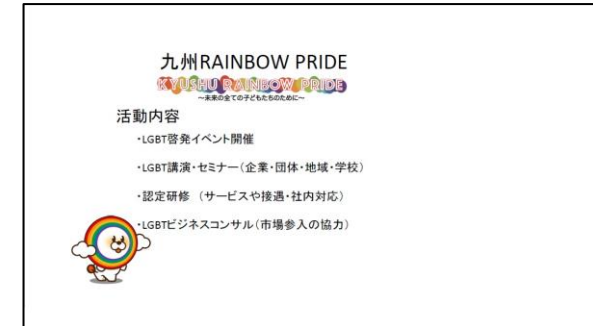 九州RAINBOW PRIDE
KYUSHU RAINBOW PRIDE
～未来の全ての子どもたちのために～
活動内容
・LGBT啓発イベント開催
・LGBT講演・セミナー（企業・団体・地域・学校）
・認定研修　（サービスや接遇・社内対応）
・LGBTビジネスコンサル（市場参入の協力）